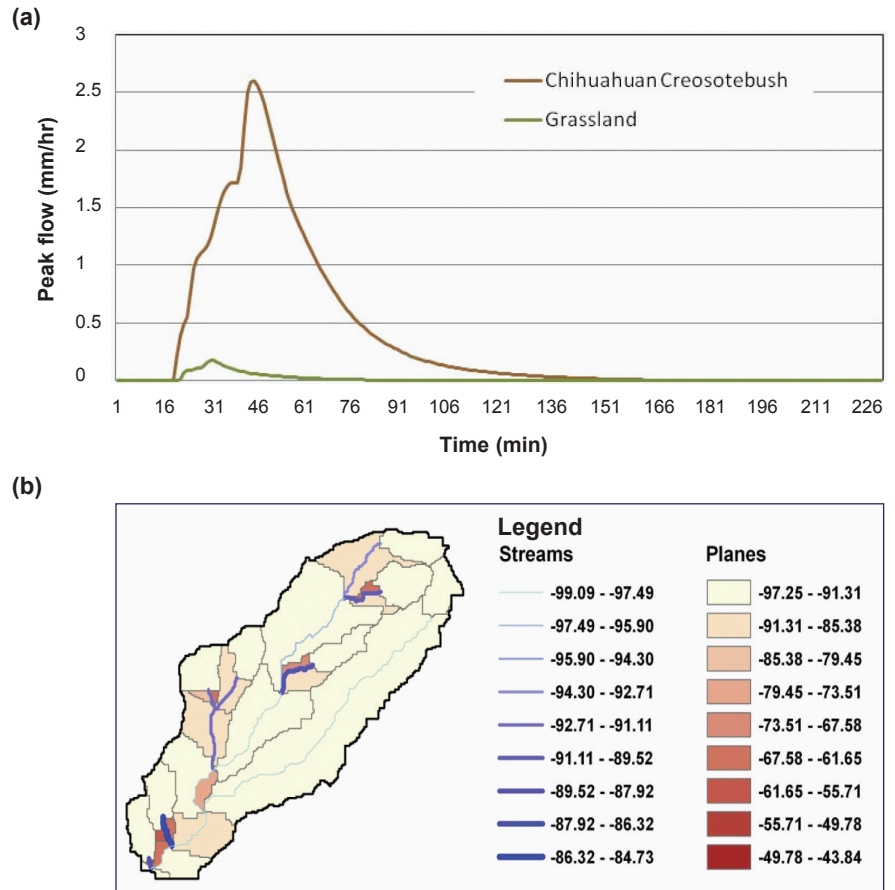 (a)
Peak flow (mm/hr)
3
2.5
2
1.5
1
0.5
0
Chihuahuan Creosotebush
Grassland
1 16 31 46 61 76 91 106 121 136 151 166 181 196 211 226
Time (min)
(b)
Legend
Streams
-99.09 - -97.49
-97.49 - -95.90
-95.90 - -94.30
-94.30 - -92.71
-92.71 - -91.11
-91.11 - -89.52
-89.52 - -87.92
-87.92 - -86.32
-86.32 - -84.73
Planes
-97.25 - -91.31
-91.31 - -85.38
-85.38 - -79.45
-79.45 - -73.51
-73.51 - -67.58
-67.58 - -61.65
-61.65 - -55.71
-55.71 - -49.78
-49.78 - -43.84